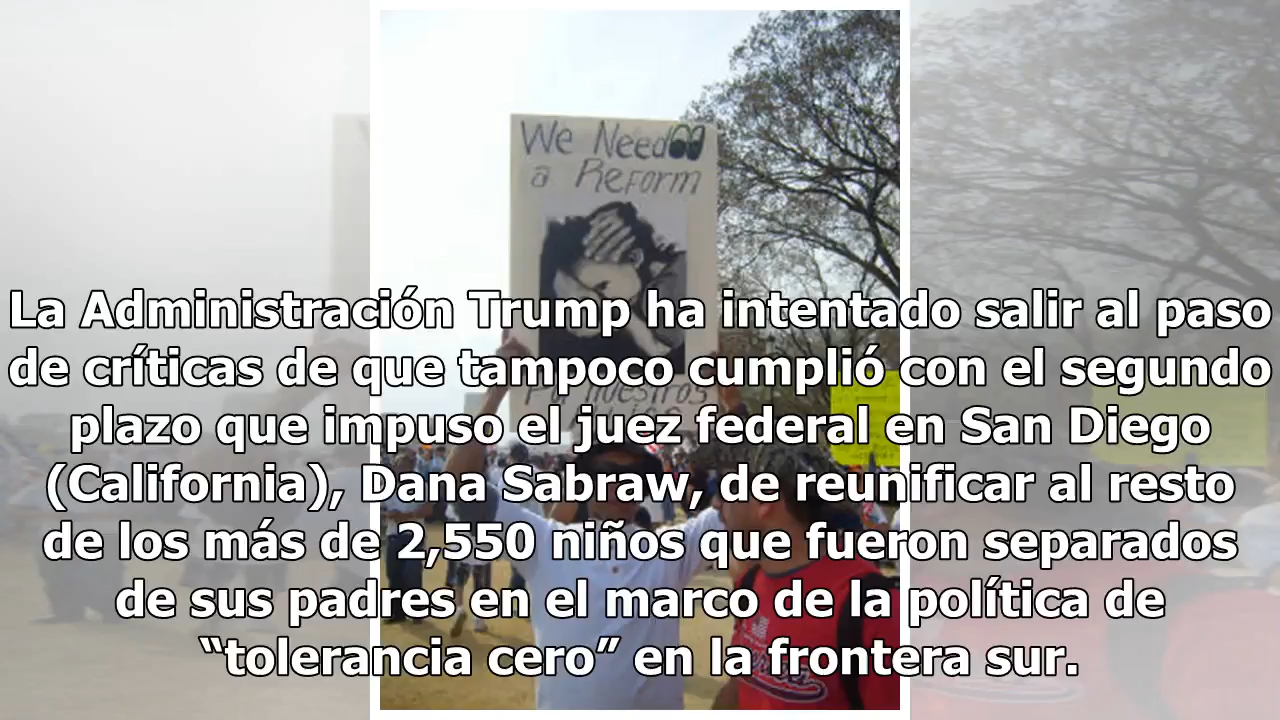 We Need
a Reform
La Administración Trump ha intentado salir al paso
de críticas de que tampoco cumplió con el segundo
plazo que impuso el juez federal en San Diego
(California), Dana Sabraw, de reunificar al resto
de los más de 2,550 niños que fueron separados
de sus padres en el marco de la política de
“tolerancia cero” en la frontera sur.